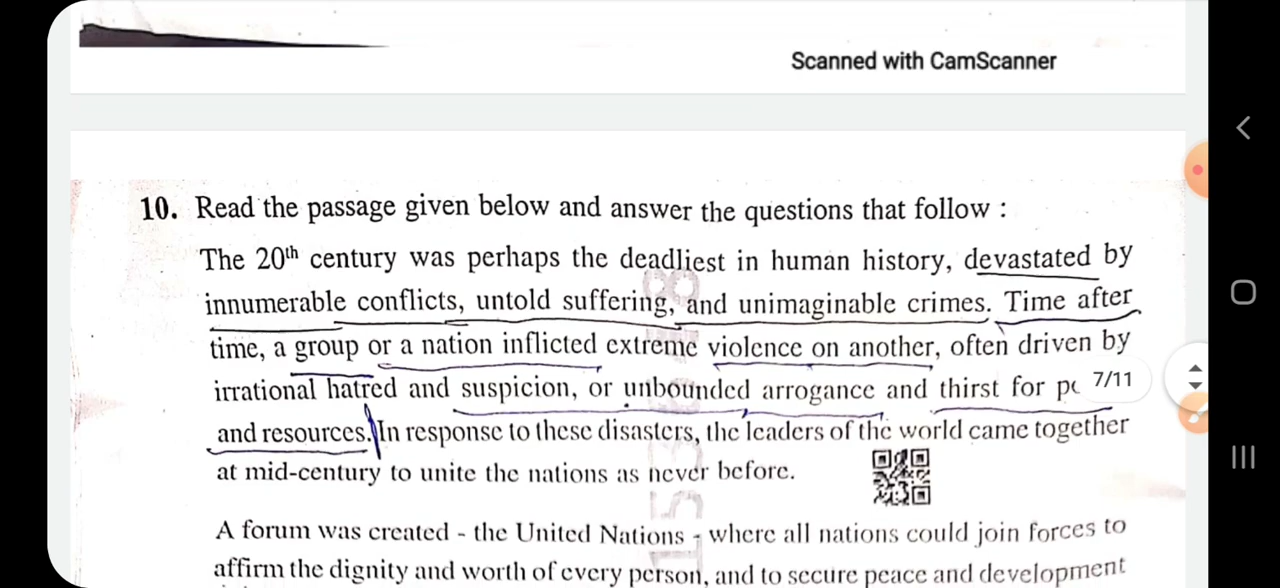 Scanned with CamScanner
10. Read the passage given below and answer the questions that follow :
The 20th century was perhaps the deadliest in human history, devastated by
innumerable conflicts, untold suffering, and unimaginable crimes. Time after
time, a group or a nation inflicted extreme violence on another, often driven by
irrational hatred and suspicion, or unbounded arrogance and thirst for
7/11
and resources. In response to these disasters, the leaders of the world came together
at mid-century to unite the nations as never before.
A forum was created - the United Nations - where all nations could join forces to
affirm the dignity and worth of every person, and to secure peace and development